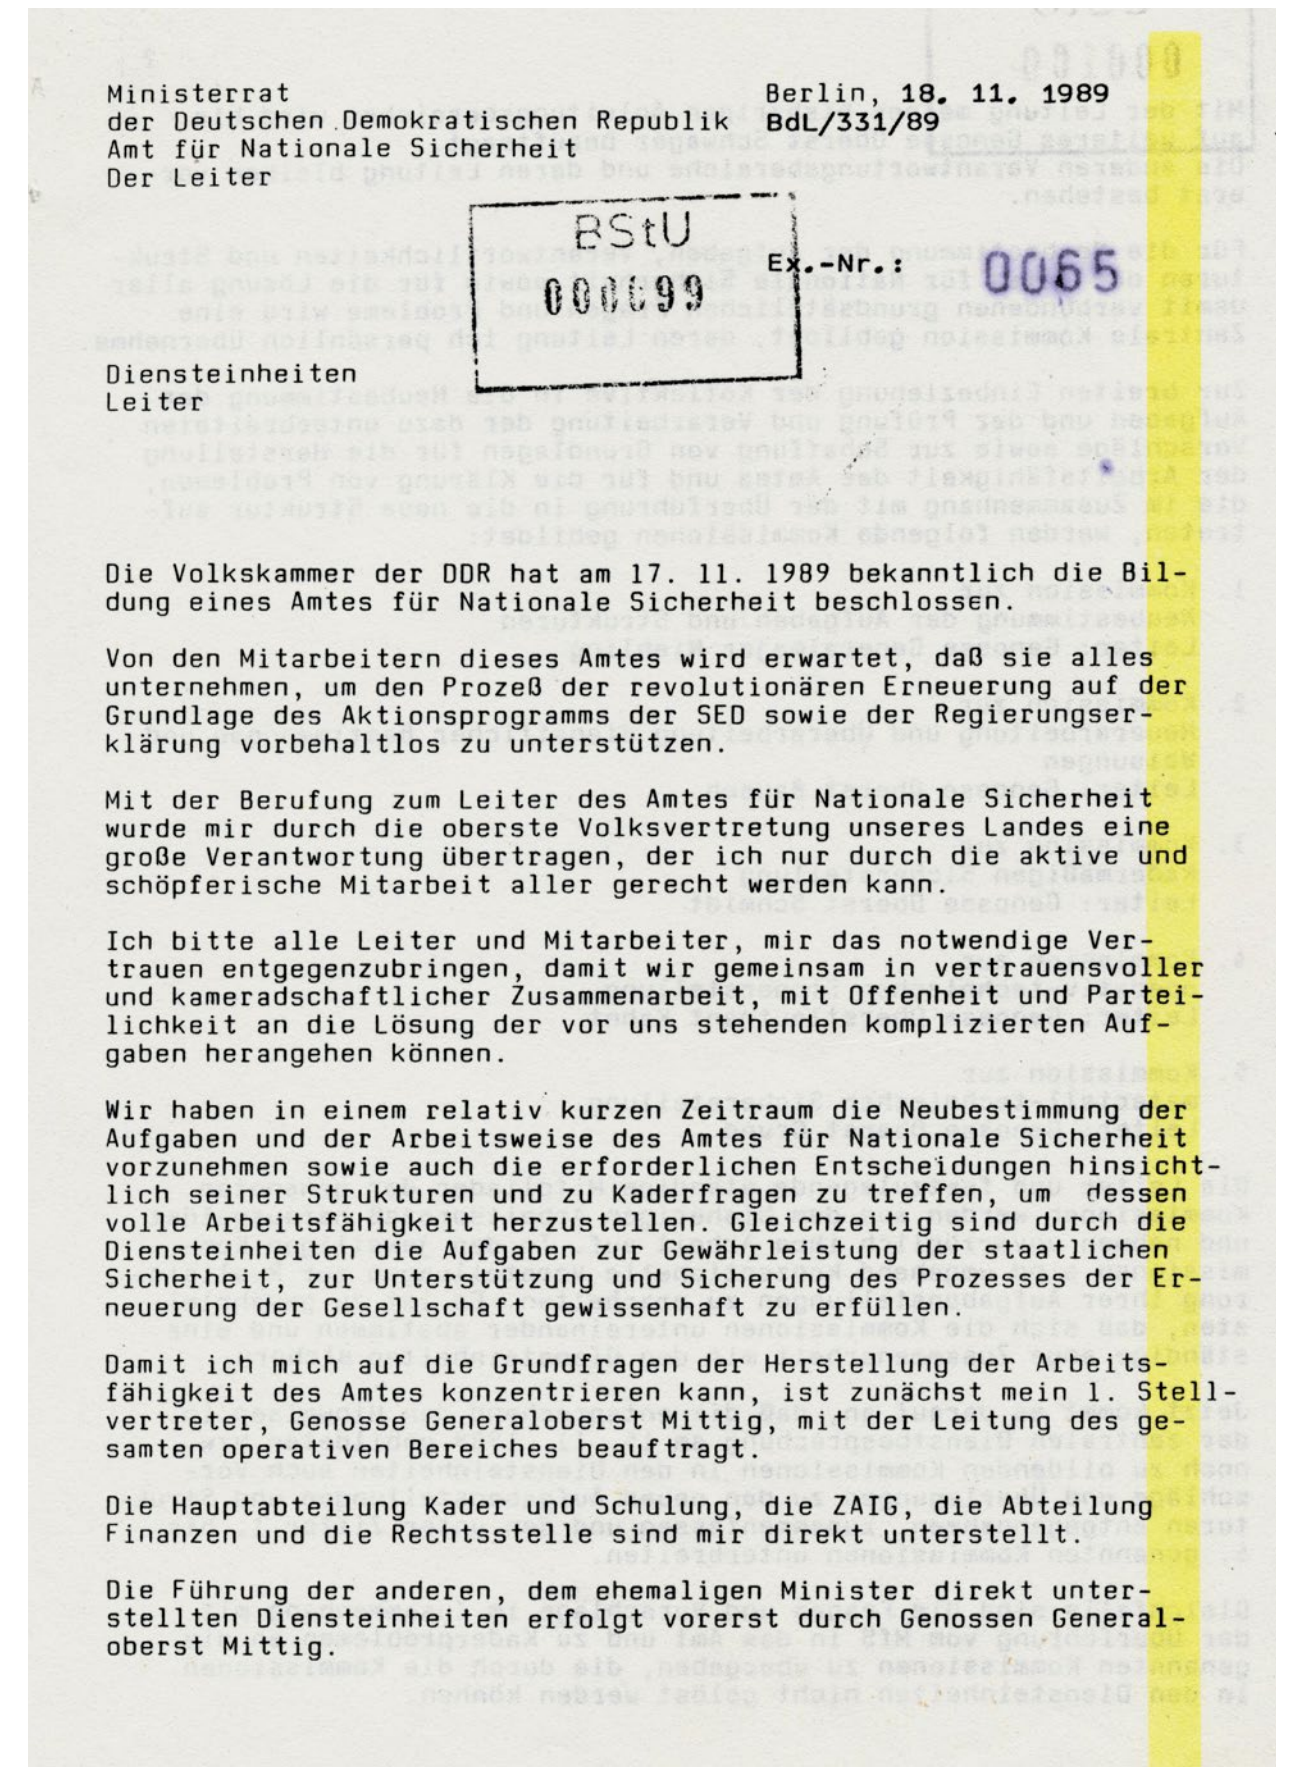 Ministerrat
der Deutschen Demokratischen Republik
Amt für Nationale Sicherheit
Der Leiter
Berlin, 18. 11. 1989
BdL/331/89
BStU
000099
Ex.-Nr.: 0065
Diensteinheiten
Leiter
Die Volkskammer der DDR hat am 17. 11. 1989 bekanntlich die Bil-
dung eines Amtes für Nationale Sicherheit beschlossen.
Von den Mitarbeitern dieses Amtes wird erwartet, daß sie alles
unternehmen, um den Prozeß der revolutionären Erneuerung auf der
Grundlage des Aktionsprogramms der SED sowie der Regierungser-
klärung vorbehaltlos zu unterstützen.
Mit der Berufung zum Leiter des Amtes für Nationale Sicherheit
wurde mir durch die oberste Volksvertretung unseres Landes eine
große Verantwortung übertragen, der ich nur durch die aktive und
schöpferische Mitarbeit aller gerecht werden kann.
Ich bitte alle Leiter und Mitarbeiter, mir das notwendige Ver-
trauen entgegenzubringen, damit wir gemeinsam in vertrauensvoller
und kameradschaftlicher Zusammenarbeit, mit Offenheit und Partei-
lichkeit an die Lösung der vor uns stehenden komplizierten Auf-
gaben herangehen können.
Wir haben in einem relativ kurzen Zeitraum die Neubestimmung der
Aufgaben und der Arbeitsweise des Amtes für Nationale Sicherheit
vorzunehmen sowie auch die erforderlichen Entscheidungen hinsicht-
lich seiner Strukturen und zu Kaderfragen zu treffen, um dessen
volle Arbeitsfähigkeit herzustellen. Gleichzeitig sind durch die
Diensteinheiten die Aufgaben zur Gewährleistung der staatlichen
Sicherheit, zur Unterstützung und Sicherung des Prozesses der Er-
neuerung der Gesellschaft gewissenhaft zu erfüllen.
Damit ich mich auf die Grundfragen der Herstellung der Arbeits-
fähigkeit des Amtes konzentrieren kann, ist zunächst mein 1. Stell-
vertreter, Genosse Generaloberst Mittig, mit der Leitung des ge-
samten operativen Bereiches beauftragt.
Die Hauptabteilung Kader und Schulung, die ZAIG, die Abteilung
Finanzen und die Rechtsstelle sind mir direkt unterstellt.
Die Führung der anderen, dem ehemaligen Minister direkt unter-
stellten Diensteinheiten erfolgt vorerst durch Genossen General-
oberst Mittig.